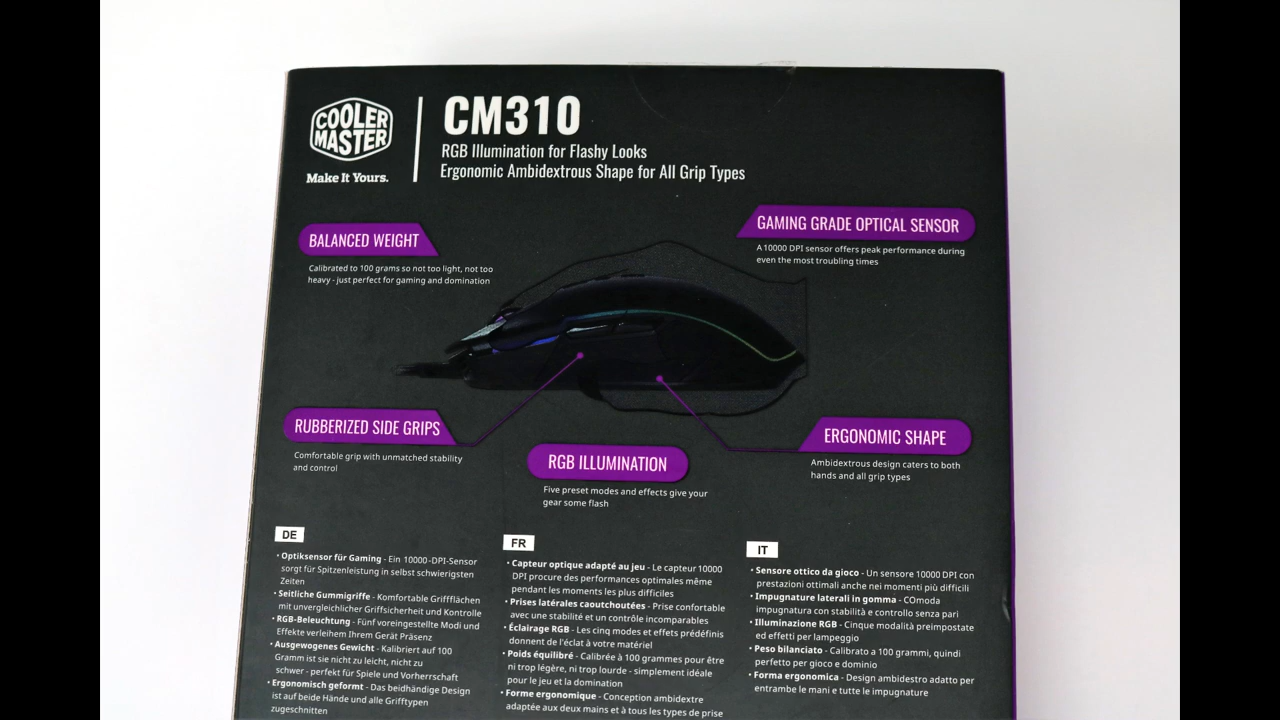 COOLER
MASTER
Make It Yours.
CM310
RGB Illumination for Flashy Looks
Ergonomic Ambidextrous Shape for All Grip Types
BALANCED WEIGHT
Calibrated to 100 grams so not too light, not too
heavy - just perfect for gaming and domination
GAMING GRADE OPTICAL SENSOR
A 10000 DPI sensor offers peak performance during
even the most troubling times
RUBBERIZED SIDE GRIPS
Comfortable grip with unmatched stability
and control
RGB ILLUMINATION
Five preset modes and effects give your
gear some flash
ERGONOMIC SHAPE
Ambidextrous design caters to both
hands and all grip types
DE
• Optiksensor für Gaming - Ein 10000-DPI-Sensor
sorgt für Spitzenleistung in selbst schwierigsten
Zeiten
• Seitliche Gummigriffe - Komfortable Griffflächen
mit unvergleichlicher Griffsicherheit und Kontrolle
• RGB-Beleuchtung - Fünf voreingestellte Modi und
Effekte verleihem Ihrem Gerät Präsenz
• Ausgewogenes Gewicht - Kalibriert auf 100
Gramm ist sie nicht zu leicht, nicht zu
schwer - perfekt für Spiele und Vorherrschaft
• Ergonomisch geformt - Das beidhändige Design
ist auf beide Hände und alle Grifftypen
zugeschnitten
FR
• Capteur optique adapté au jeu - Le capteur 10000
DPI procure des performances optimales même
pendant les moments les plus difficiles
• Prises latérales caoutchoutées - Prise confortable
avec une stabilité et un contrôle incomparables
• Éclairage RGB - Les cinq modes et effets prédéfinis
donnent de l'éclat à votre matériel
• Poids équilibré - Calibrée à 100 grammes pour être
ni trop légère, ni trop lourde - simplement idéale
pour le jeu et la domination
• Forme ergonomique - Conception ambidextre
adaptée aux deux mains et à tous les types de prise
IT
• Sensore ottico da gioco - Un sensore 10000 DPI con
prestazioni ottimali anche nei momenti più difficili
• Impugnature laterali in gomma - COmoda
impugnatura con stabilità e controllo senza pari
• Illuminazione RGB - Cinque modalità preimpostate
ed effetti per lampeggio
• Peso bilanciato - Calibrato a 100 grammi, quindi
perfetto per gioco e dominio
• Forma ergonomica - Design ambidestro adatto per
entrambe le mani e tutte le impugnature